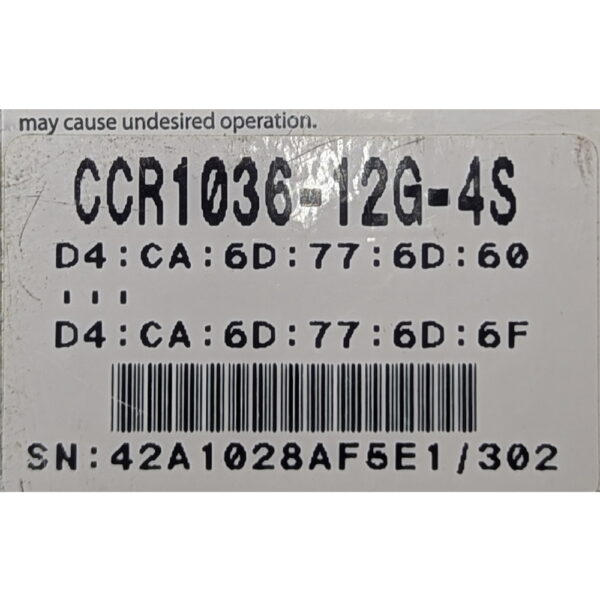 may cause undesired operation.
CCR1036-12G-4S
D4:CA:6D:77:6D:60
...
D4:CA:6D:77:6D:6F
SN:42A1028AF5E1/302